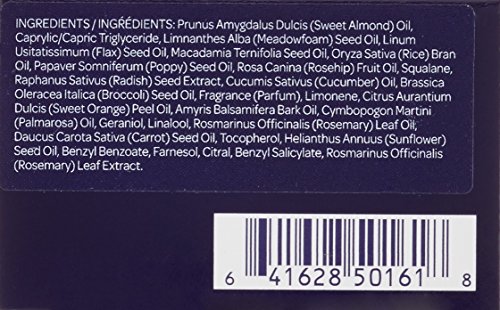 INGREDIENTS / INGRÉDIENTS: Prunus Amygdalus Dulcis (Sweet Almond) Oil,
Caprylic/Capric Triglyceride, Limnanthes Alba (Meadowfoam) Seed Oil, Linum
Usitatissimum (Flax) Seed Oil, Macadamia Ternifolia Seed Oil, Oryza Sativa (Rice) Bran
Oil, Papaver Somniferum (Poppy) Seed Oil, Rosa Canina (Rosehip) Fruit Oil, Squalane,
Raphanus Sativus (Radish) Seed Extract, Cucumis Sativus (Cucumber) Oil, Brassica
Oleracea Italica (Broccoli) Seed Oil, Fragrance (Parfum), Limonene, Citrus Aurantium
Dulcis (Sweet Orange) Peel Oil, Amyris Balsamifera Bark Oil, Cymbopogon Martini
(Palmarosa) Oil, Geraniol, Linalool, Rosmarinus Officinalis (Rosemary) Leaf Oil,
Daucus Carota Sativa (Carrot) Seed Oil, Tocopherol, Helianthus Annuus (Sunflower)
Seed Oil, Benzyl Benzoate, Farnesol, Citral, Benzyl Salicylate, Rosmarinus Officinalis
(Rosemary) Leaf Extract.
6 41628 50161 8